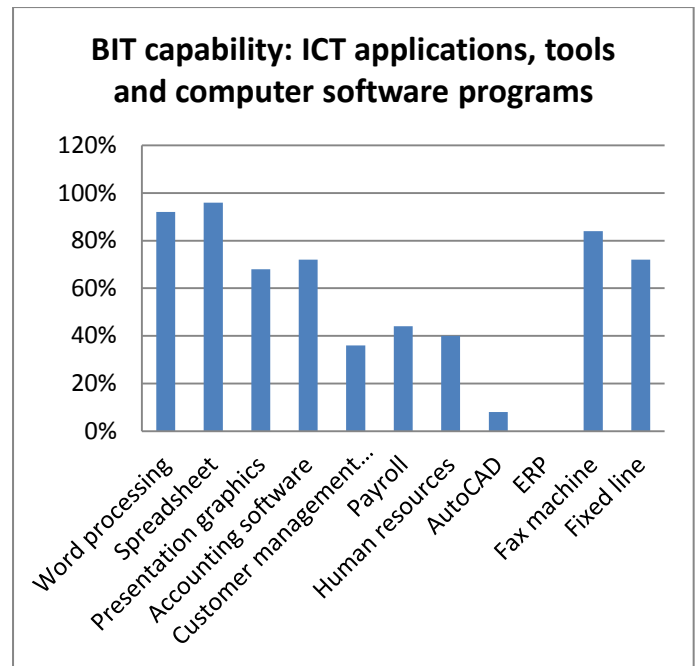 BIT capability: ICT applications, tools
and computer software programs
120%
100%
80%
60%
40%
20%
0%
Word processing
Spreadsheet
Presentation graphics
Accounting software
Customer management…
Payroll
Human resources
AutoCAD
ERP
Fax machine
Fixed line